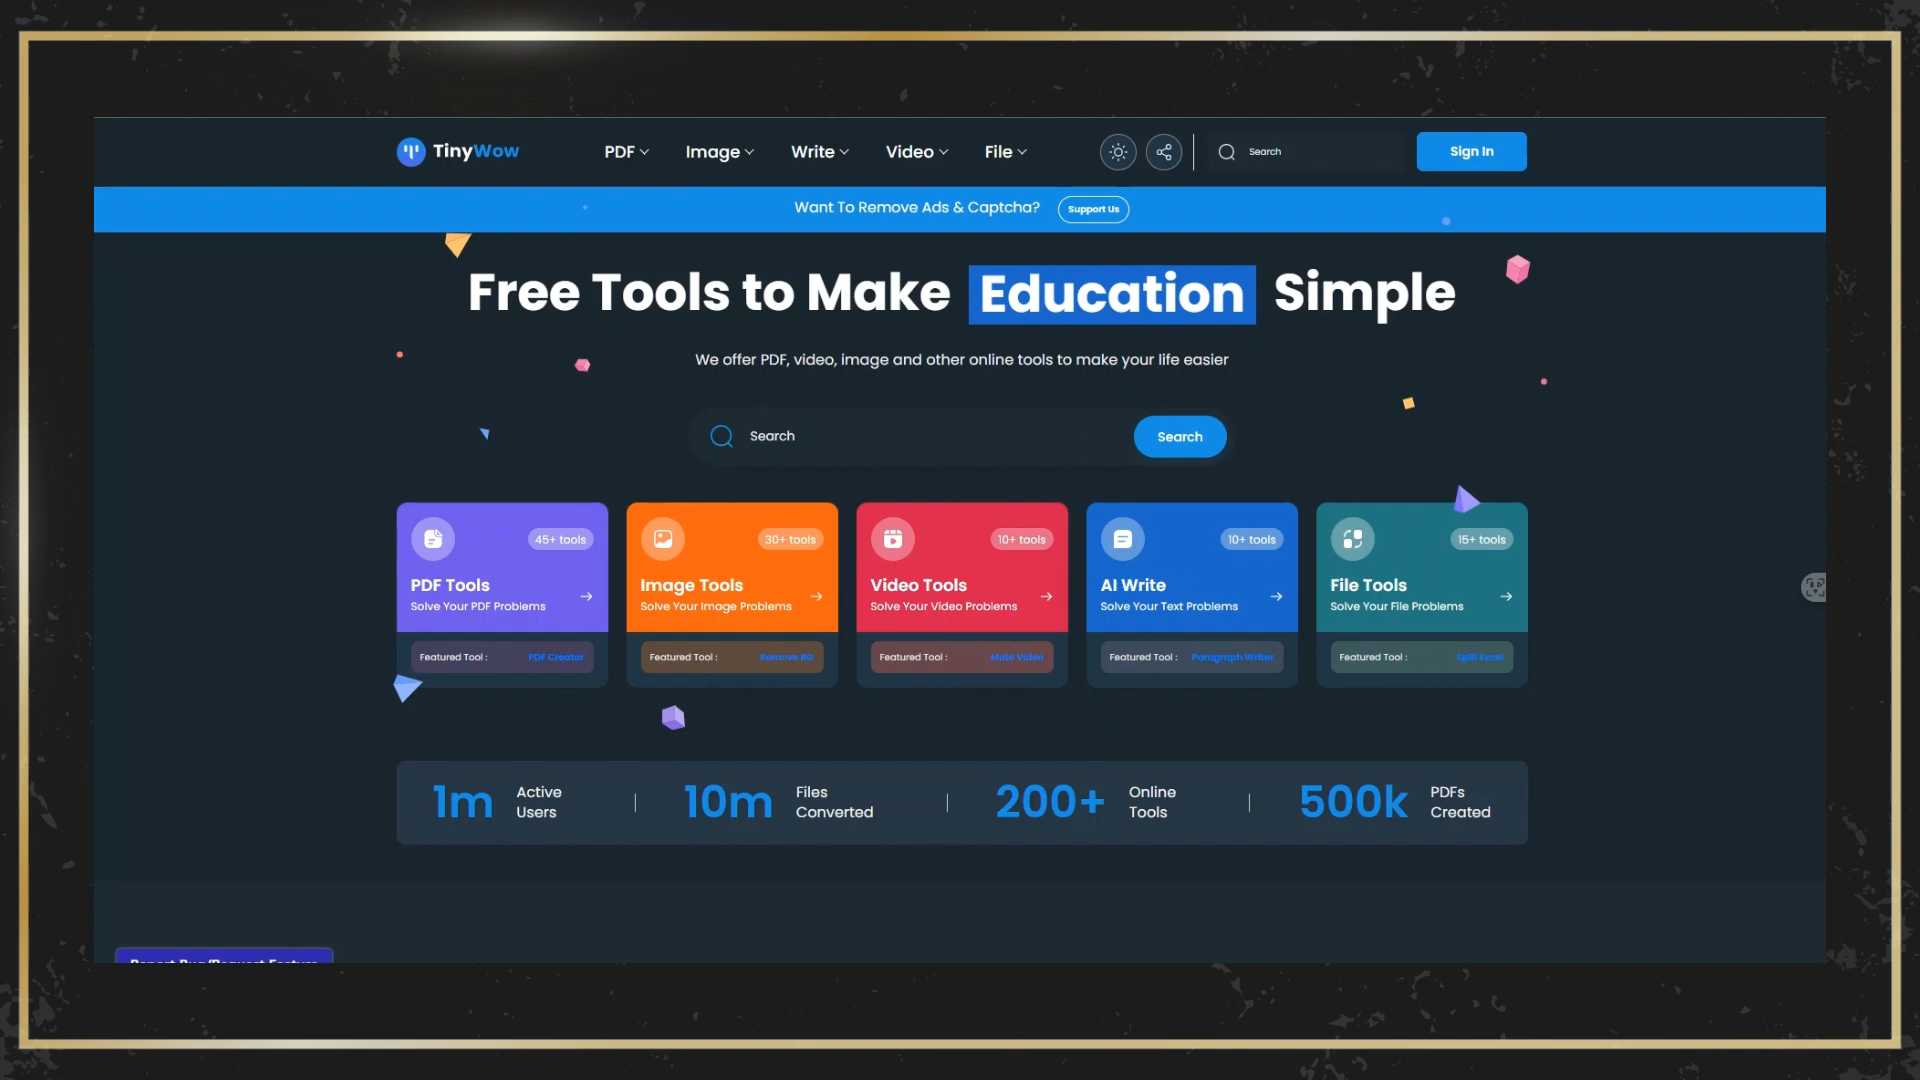 TinyWow
PDF
Image
Write
Video
File
Search
Sign In
Want To Remove Ads & Captcha?
Support Us
Free Tools to Make Education Simple
We offer PDF, video, image and other online tools to make your life easier
Search
Search
45+ tools
PDF Tools
Solve Your PDF Problems
Featured Tool :
PDF Creator
30+ tools
Image Tools
Solve Your Image Problems
Featured Tool :
Remove BG
10+ tools
Video Tools
Solve Your Video Problems
Featured Tool :
Mute Video
10+ tools
AI Write
Solve Your Text Problems
Featured Tool :
Paragraph Writer
15+ tools
File Tools
Solve Your File Problems
Featured Tool :
Split Excel
1m
Active
Users
10m
Files
Converted
200+
Online
Tools
500k
PDFs
Created
Report Bug/Request Feature